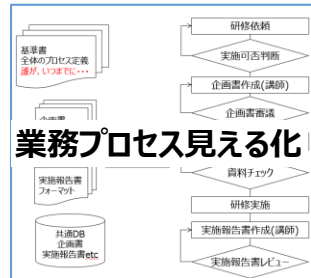 基準書
全体のプロセス定義
誰が、いつまでに・・・
企画書
業務プロセス見える化
実施報告書
フォーマット
共通DB
企画書
実施報告書etc
研修依頼
実施可否判断
企画書作成(講師)
企画書審議
資料チェック
研修実施
実施報告書作成(講師)
実施報告書レビュー